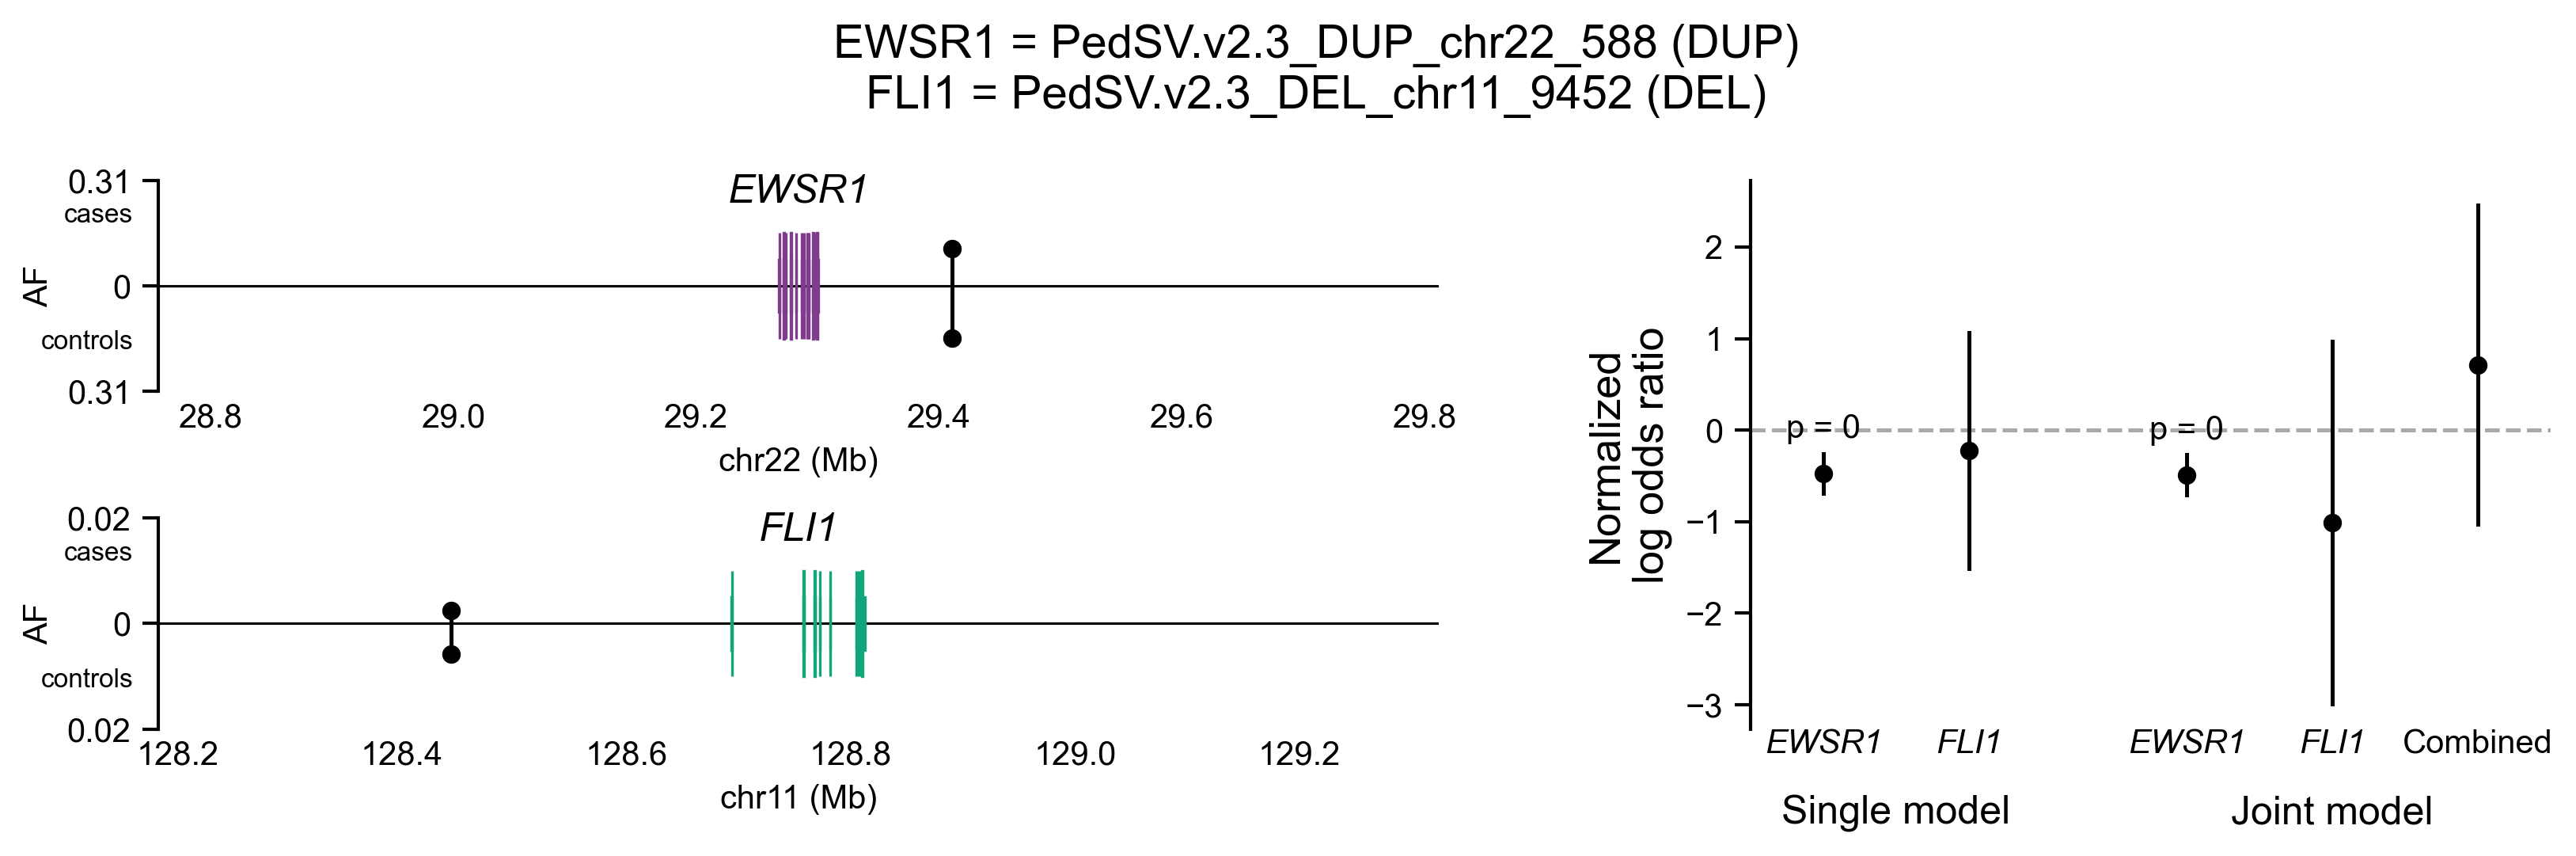 EWSR1 = PedSV.v2.3_DUP_chr22_588 (DUP)
FLI1 = PedSV.v2.3_DEL_chr11_9452 (DEL)
0.31
cases
AF
0
controls
0.31
EWSR1
28.8 29.0 29.2 29.4 29.6 29.8
chr22 (Mb)
0.02
cases
AF
0
controls
0.02
FLI1
128.2 128.4 128.6 128.8 129.0 129.2
chr11 (Mb)
Normalized
log odds ratio
2
1
0
−1
−2
−3
p = 0
p = 0
EWSR1 FLI1 EWSR1 FLI1 Combined
Single model Joint model